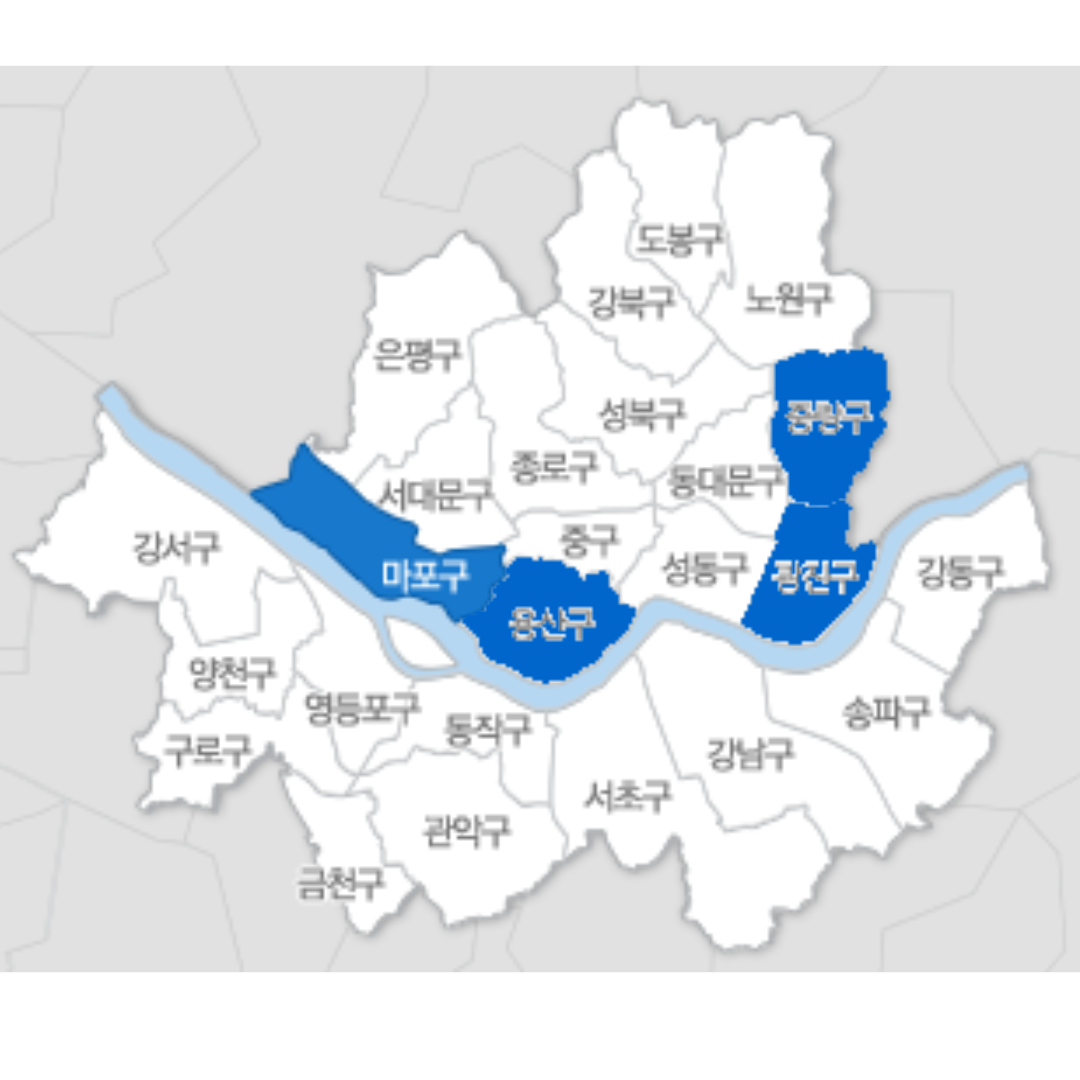 도봉구
강북구
노원구
은평구
성북구
중랑구
종로구
동대문구
서대문구
중구
강서구
성동구
강동구
마포구
광진구
용산구
양천구
영등포구
송파구
동작구
구로구
강남구
서초구
관악구
금천구